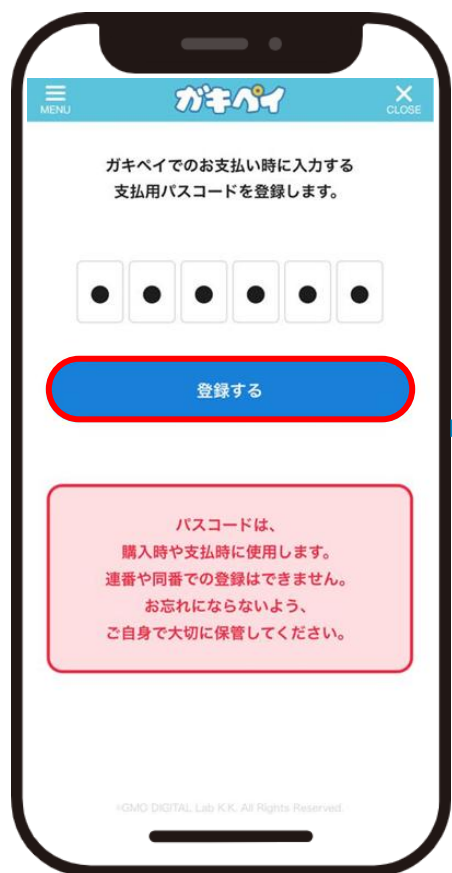 MENU
ガキペイ
CLOSE
ガキペイでのお支払い時に入力する
支払用パスコードを登録します。
登録する
パスコードは、
購入時や支払時に使用します。
連番や同番での登録はできません。
お忘れにならないよう、
ご自身で大切に保管してください。
©GMO DIGITAL Lab K.K. All Rights Reserved.